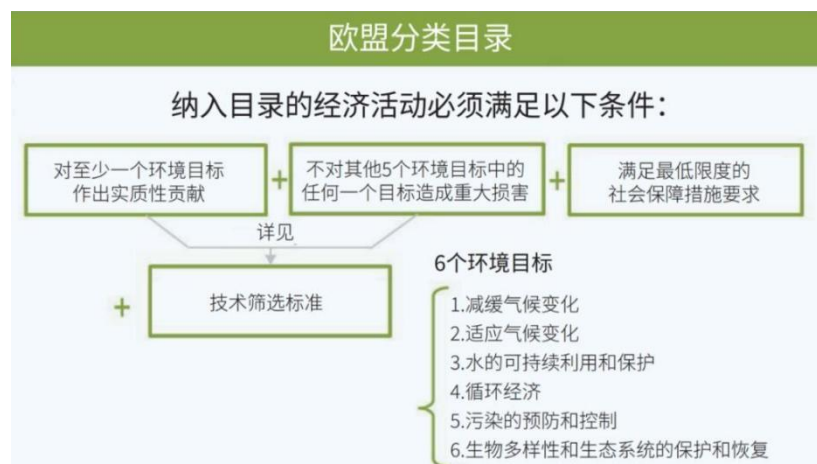 欧盟分类目录
纳入目录的经济活动必须满足以下条件：
对至少一个环境目标
作出实质性贡献
+
不对其他5个环境目标中的
任何一个目标造成重大损害
+
满足最低限度的
社会保障措施要求
详见
+
技术筛选标准
6个环境目标
1.减缓气候变化
2.适应气候变化
3.水的可持续利用和保护
4.循环经济
5.污染的预防和控制
6.生物多样性和生态系统的保护和恢复